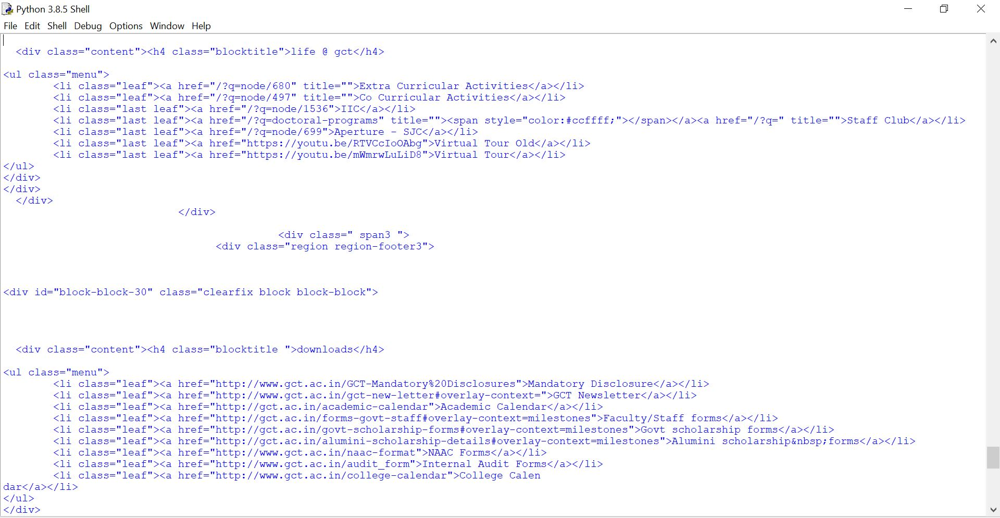 Python 3.8.5 Shell
File Edit Shell Debug Options Window Help
<div class="content"><h4 class="blocktitle">life @ gct</h4>
<ul class="menu">
<li class="leaf"><a href="/?q=node/680" title="">Extra Curricular Activities</a></li>
<li class="leaf"><a href="/?q=node/497" title="">Co Curricular Activities</a></li>
<li class="last leaf"><a href="/?q=node/1536">IIC</a></li>
<li class="last leaf"><a href="/?q=doctoral-programs" title=""><span style="color:#ccffff;"></span></a><a href="/?q=" title="">Staff Club</a></li>
<li class="last leaf"><a href="/?q=node/699">Aperture - SJC</a></li>
<li class="last leaf"><a href="https://youtu.be/RTVCcIoOAbg">Virtual Tour Old</a></li>
<li class="last leaf"><a href="https://youtu.be/mWmrwLuLiD8">Virtual Tour</a></li>
</ul>
</div>
</div>
</div>
</div>
<div class=" span3 ">
<div class="region region-footer3">
<div id="block-block-30" class="clearfix block block-block">
<div class="content"><h4 class="blocktitle ">downloads</h4>
<ul class="menu">
<li class="leaf"><a href="http://www.gct.ac.in/GCT-Mandatory%20Disclosures">Mandatory Disclosure</a></li>
<li class="leaf"><a href="http://www.gct.ac.in/gct-new-letter#overlay-context=">GCT Newsletter</a></li>
<li class="leaf"><a href="http://gct.ac.in/academic-calendar">Academic Calendar</a></li>
<li class="leaf"><a href="http://gct.ac.in/forms-govt-staff#overlay-context=milestones">Faculty/Staff forms</a></li>
<li class="leaf"><a href="http://gct.ac.in/govt-scholarship-forms#overlay-context=milestones">Govt scholarship forms</a></li>
<li class="leaf"><a href="http://gct.ac.in/alumini-scholarship-details#overlay-context=milestones">Alumini scholarship&nbsp;forms</a></li>
<li class="leaf"><a href="http://www.gct.ac.in/naac-format">NAAC Forms</a></li>
<li class="leaf"><a href="http://www.gct.ac.in/audit_form">Internal Audit Forms</a></li>
<li class="leaf"><a href="http://www.gct.ac.in/college-calendar">College Calen
dar</a></li>
</ul>
</div>